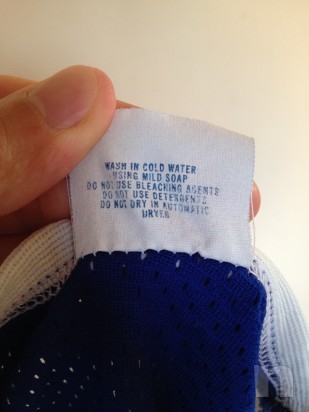 WASH IN COLD WATER
USING MILD SOAP
DO NOT USE BLEACHING AGENTS
DO NOT USE DETERGENTS
DO NOT DRY IN AUTOMATIC
DRYER